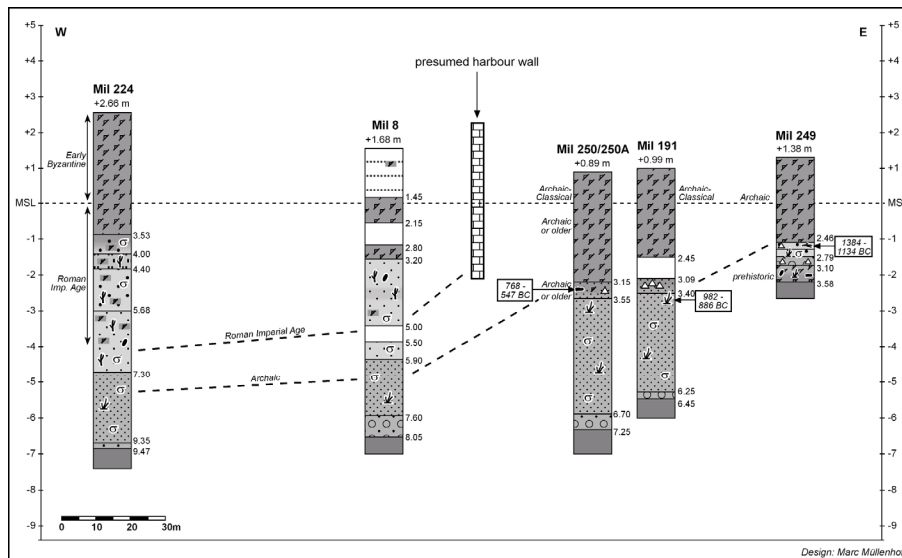 W
E
+5
+4
+3
+2
+1
MSL
-1
-2
-3
-4
-5
-6
-7
-8
-9
Mil 224
+2.66 m
Early
Byzantine
Roman
Imp. Age
3.53
4.00
4.40
5.68
7.30
9.35
9.47
Roman Imperial Age
Archaic
Mil 8
+1.68 m
1.45
2.15
2.80
3.20
5.00
5.50
5.90
7.60
8.05
presumed harbour wall
Mil 250/250A
+0.89 m
Archaic-
Classical
Archaic
or older
768 -
547 BC
Archaic
or older
3.15
3.55
6.70
7.25
Mil 191
+0.99 m
Archaic-
Classical
2.45
3.09
3.40
982 -
886 BC
6.25
6.45
Mil 249
+1.38 m
Archaic
prehistoric
2.46
2.79
3.10
3.58
1384 -
1134 BC
+5
+4
+3
+2
+1
-1
-2
-3
-4
-5
-6
-7
-8
-9
0 10 20 30m